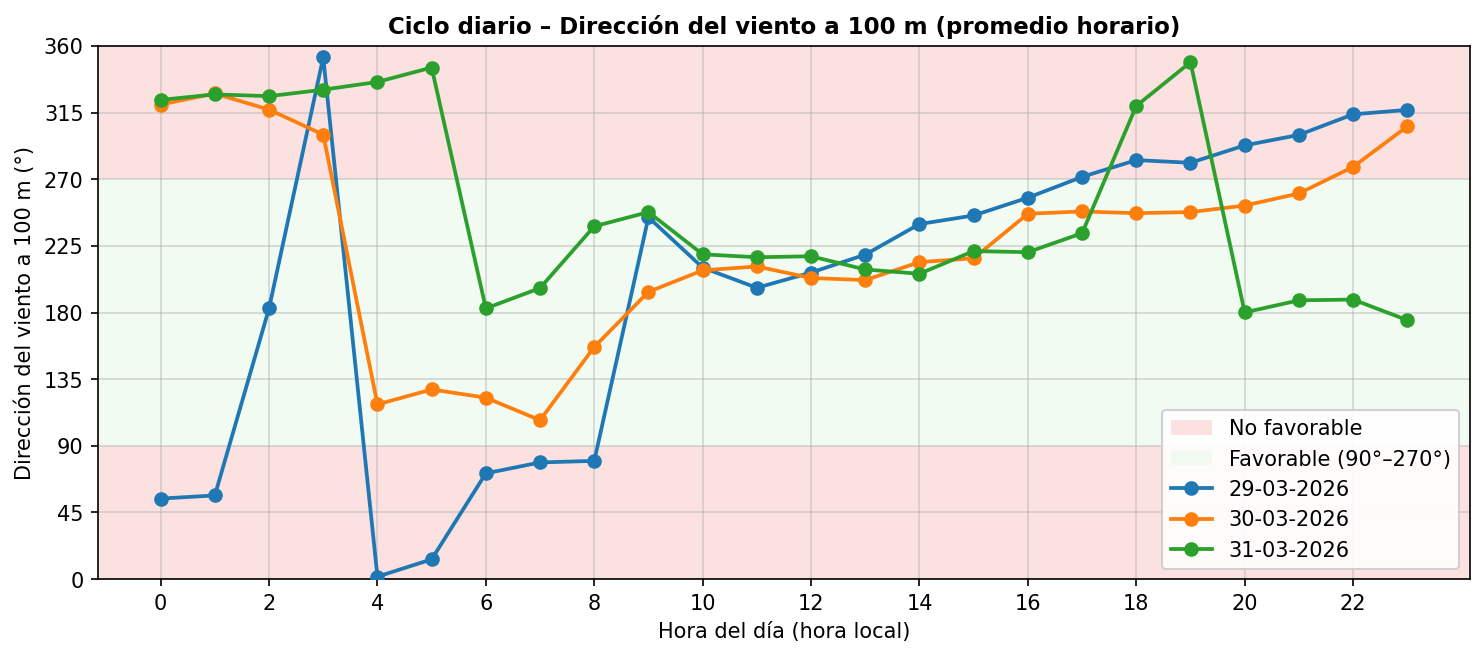 Ciclo diario – Dirección del viento a 100 m (promedio horario)
Dirección del viento a 100 m (°)
360
315
270
225
180
135
90
45
0
No favorable
Favorable (90°–270°)
29-03-2026
30-03-2026
31-03-2026
0 2 4 6 8 10 12 14 16 18 20 22
Hora del día (hora local)